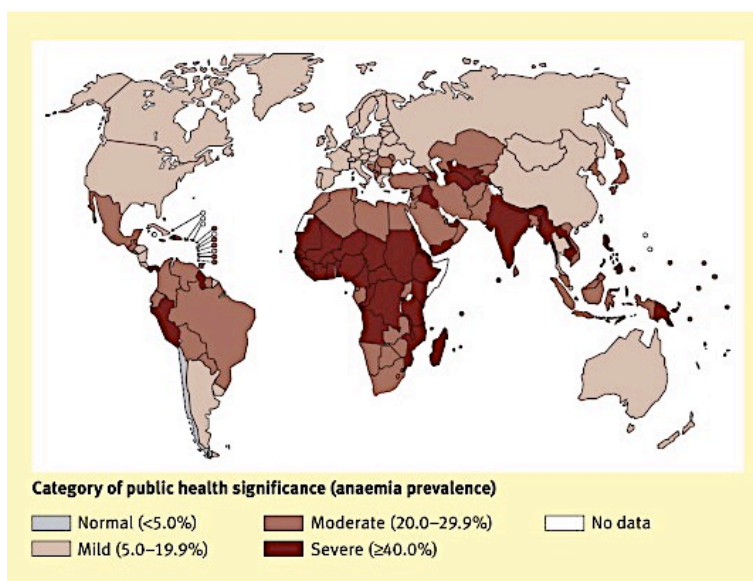 Category of public health significance (anaemia prevalence)
Normal (<5.0%)
Moderate (20.0–29.9%)
No data
Mild (5.0–19.9%)
Severe (≥40.0%)